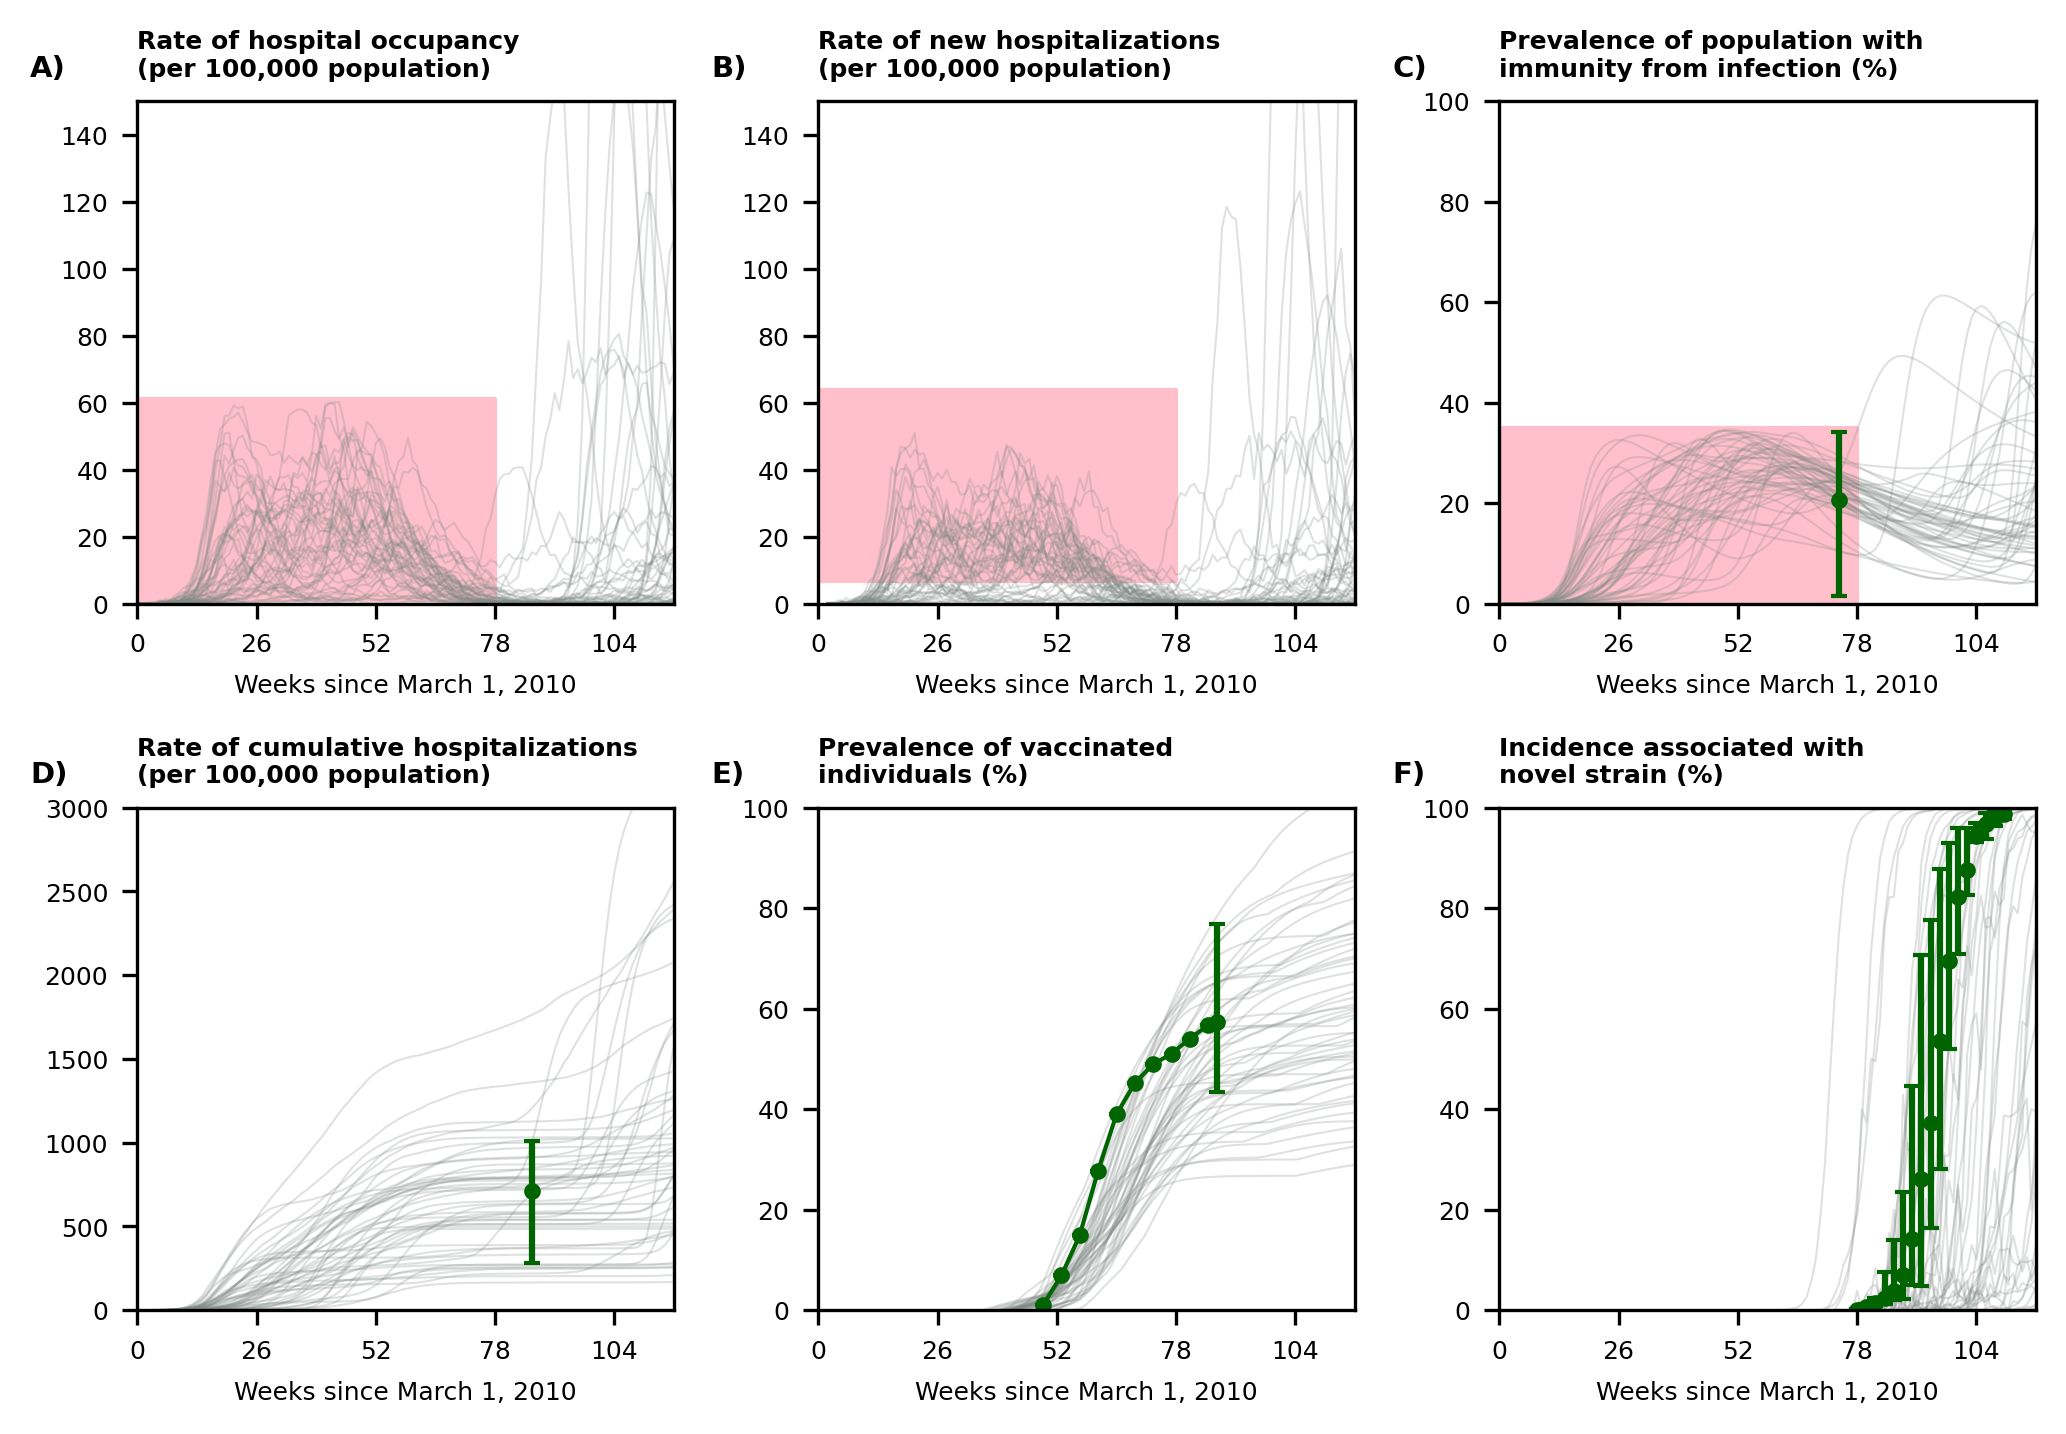 A)
Rate of hospital occupancy
(per 100,000 population)
140
120
100
80
60
40
20
0
0 26 52 78 104
Weeks since March 1, 2010
B)
Rate of new hospitalizations
(per 100,000 population)
140
120
100
80
60
40
20
0
0 26 52 78 104
Weeks since March 1, 2010
C)
Prevalence of population with
immunity from infection (%)
100
80
60
40
20
0
0 26 52 78 104
Weeks since March 1, 2010
D)
Rate of cumulative hospitalizations
(per 100,000 population)
3000
2500
2000
1500
1000
500
0
0 26 52 78 104
Weeks since March 1, 2010
E)
Prevalence of vaccinated
individuals (%)
100
80
60
40
20
0
0 26 52 78 104
Weeks since March 1, 2010
F)
Incidence associated with
novel strain (%)
100
80
60
40
20
0
0 26 52 78 104
Weeks since March 1, 2010